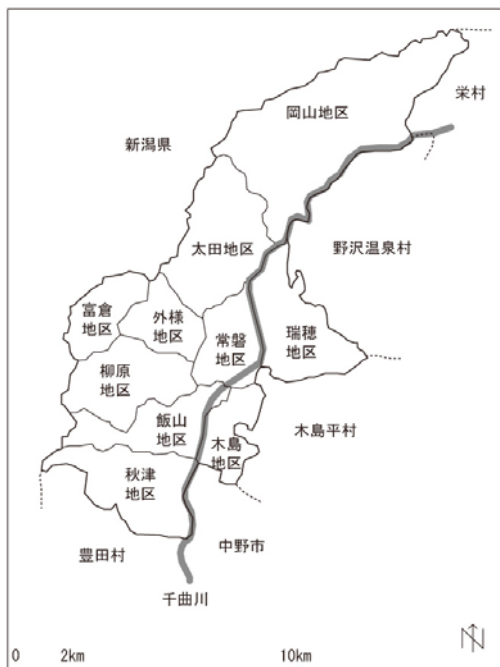 栄村
岡山地区
新潟県
太田地区
野沢温泉村
富倉
地区
外様
地区
常磐
地区
瑞穂
地区
柳原
地区
飯山
地区
木島
地区
木島平村
秋津
地区
豊田村
中野市
千曲川
0 2km 10km
N